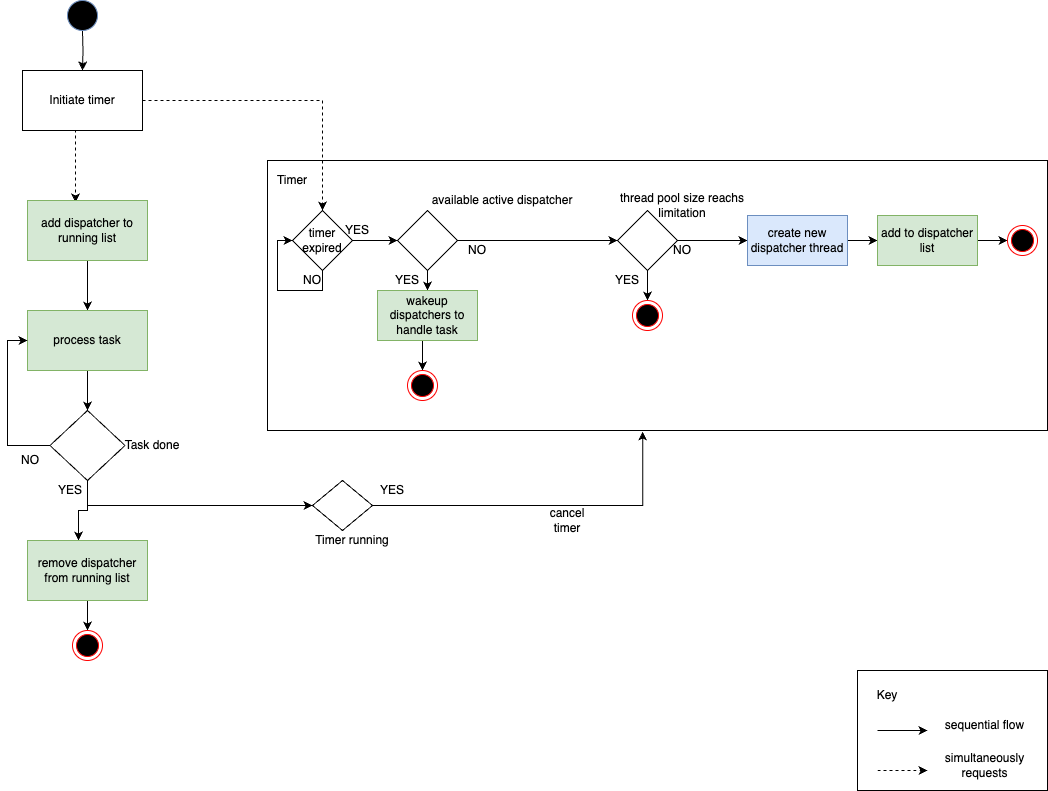 Initiate timer
Timer
available active dispatcher
thread pool size reachs
limitation
add dispatcher to
running list
timer
expired
YES
NO
NO
create new
dispatcher thread
add to dispatcher
list
NO
YES
YES
wakeup
dispatchers to
handle task
process task
Task done
NO
YES
YES
cancel
timer
Timer running
remove dispatcher
from running list
Key
sequential flow
simultaneously
requests